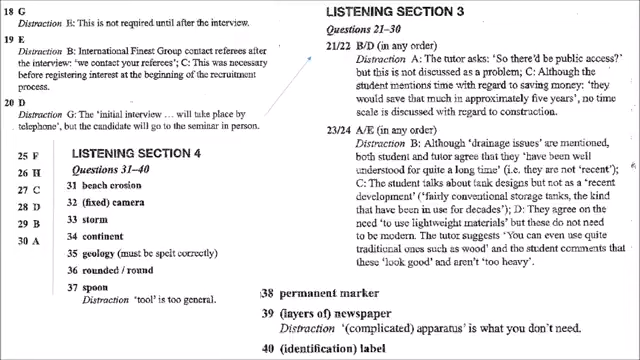 18 G
Distraction E: This is not required until after the interview.
19 E
Distraction B: International Finest Group contact referees after
the interview: 'we contact your referees'; C: This was necessary
before registering interest at the beginning of the recruitment
process.
20 D
Distraction G: The 'initial interview ... will take place by
telephone', but the candidate will go to the seminar in person.
LISTENING SECTION 3
Questions 21–30
21/22 B/D (in any order)
Distraction A: The tutor asks: 'So there'd be public access?'
but this is not discussed as a problem; C: Although the
student mentions time with regard to saving money: 'they
would save that much in approximately five years', no time
scale is discussed with regard to construction.
23/24 A/E (in any order)
Distraction B: Although 'drainage issues' are mentioned,
both student and tutor agree that they 'have been well
understood for quite a long time' (i.e. they are not 'recent');
C: The student talks about tank designs but not as a 'recent
development' ('fairly conventional storage tanks, the kind
that have been in use for decades'); D: They agree on the
need 'to use lightweight materials' but these do not need
to be modern. The tutor suggests 'You can even use quite
traditional ones such as wood' and the student comments that
these 'look good' and aren't 'too heavy'.
25 F
26 H
27 C
28 D
29 B
30 A
LISTENING SECTION 4
Questions 31–40
31 beach erosion
32 (fixed) camera
33 storm
34 continent
35 geology (must be spelt correctly)
36 rounded / round
37 spoon
Distraction 'tool' is too general.
38 permanent marker
39 (layers of) newspaper
Distraction '(complicated) apparatus' is what you don't need.
40 (identification) label